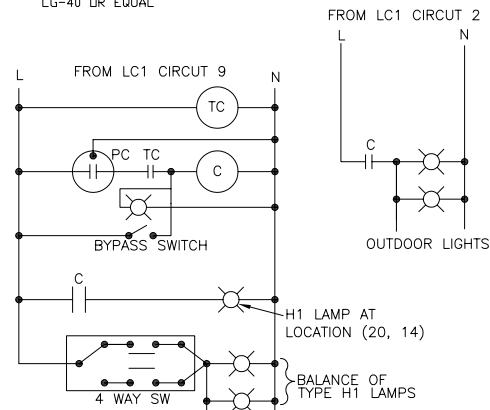 LG-40 OR EQUAL
FROM LC1 CIRCUT 2
L
N
FROM LC1 CIRCUT 9
L
N
TC
C
PC
TC
C
BYPASS SWITCH
OUTDOOR LIGHTS
C
H1 LAMP AT
LOCATION (20, 14)
4 WAY SW
BALANCE OF
TYPE H1 LAMPS